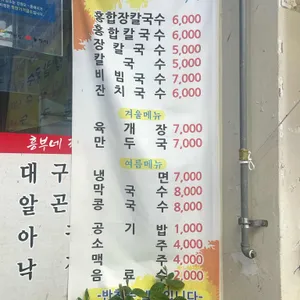 홍합장칼국수 6,000
홍합칼국수 6,000
장칼국수 5,000
칼국수 5,000
비빔국수 7,000
잔치국수 6,000
겨울메뉴
육개장 7,000
만두국 7,000
여름메뉴
냉면 7,000
막국수 8,000
콩국수 8,000
공기밥 1,000
소주 4,000
맥주 4,000
음료 2,000
흥부네
대구
알곤
아
낙